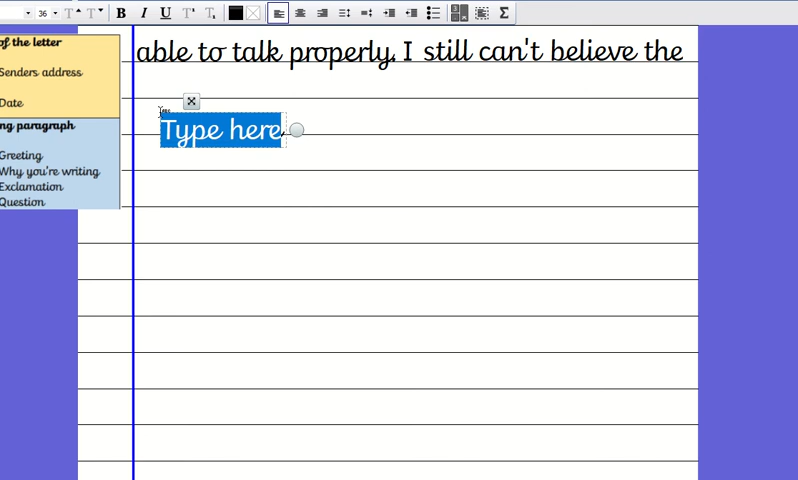 36 B I U T T Σ
of the letter
Senders address
Date
ng paragraph
Greeting
Why you're writing
Exclamation
Question
able to talk properly. I still can't believe the
Type here